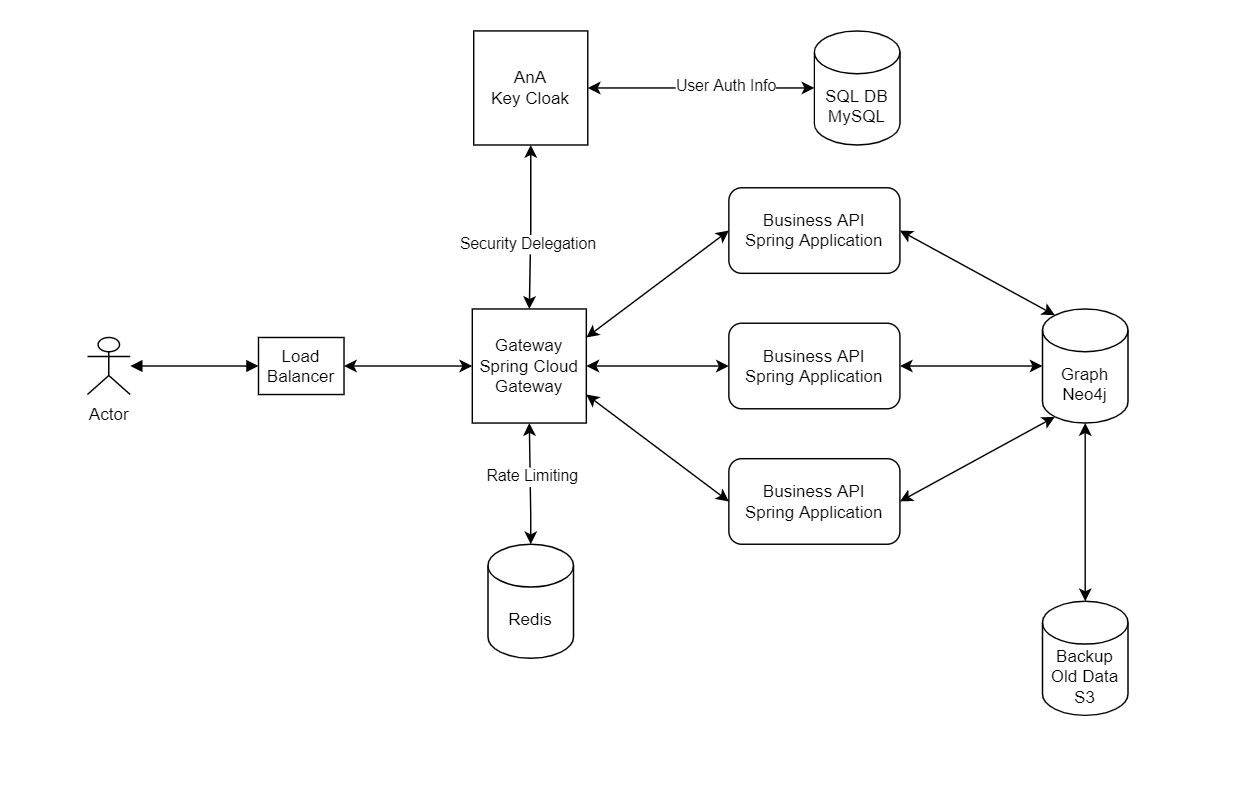 AnA
Key Cloak
User Auth Info
SQL DB
MySQL
Security Delegation
Business API
Spring Application
Actor
Load
Balancer
Gateway
Spring Cloud
Gateway
Business API
Spring Application
Graph
Neo4j
Rate Limiting
Business API
Spring Application
Redis
Backup
Old Data
S3